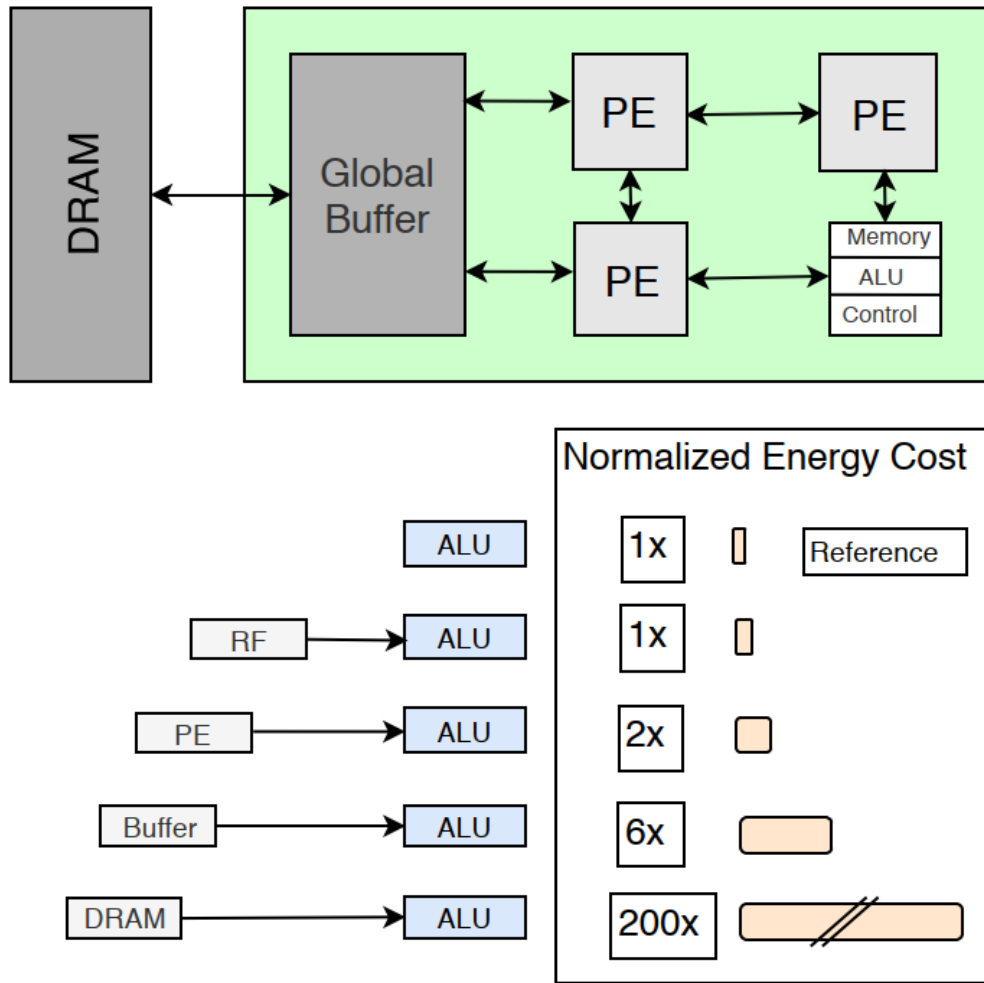 DRAM
Global
Buffer
PE
PE
PE
Memory
ALU
Control
Normalized Energy Cost
ALU
1x
Reference
RF
ALU
1x
PE
ALU
2x
Buffer
ALU
6x
DRAM
ALU
200x